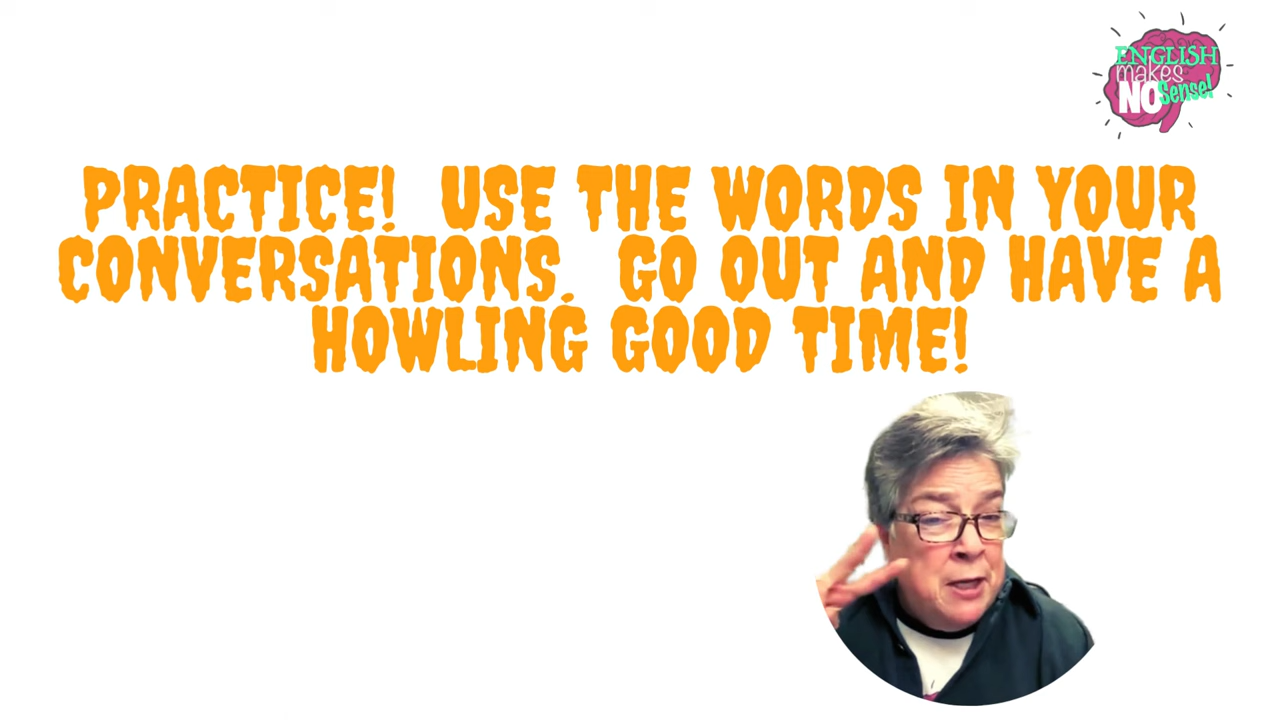 ENGLISH
makes
NO Sense!
PRACTICE! USE THE WORDS IN YOUR
CONVERSATIONS. GO OUT AND HAVE A
HOWLING GOOD TIME!